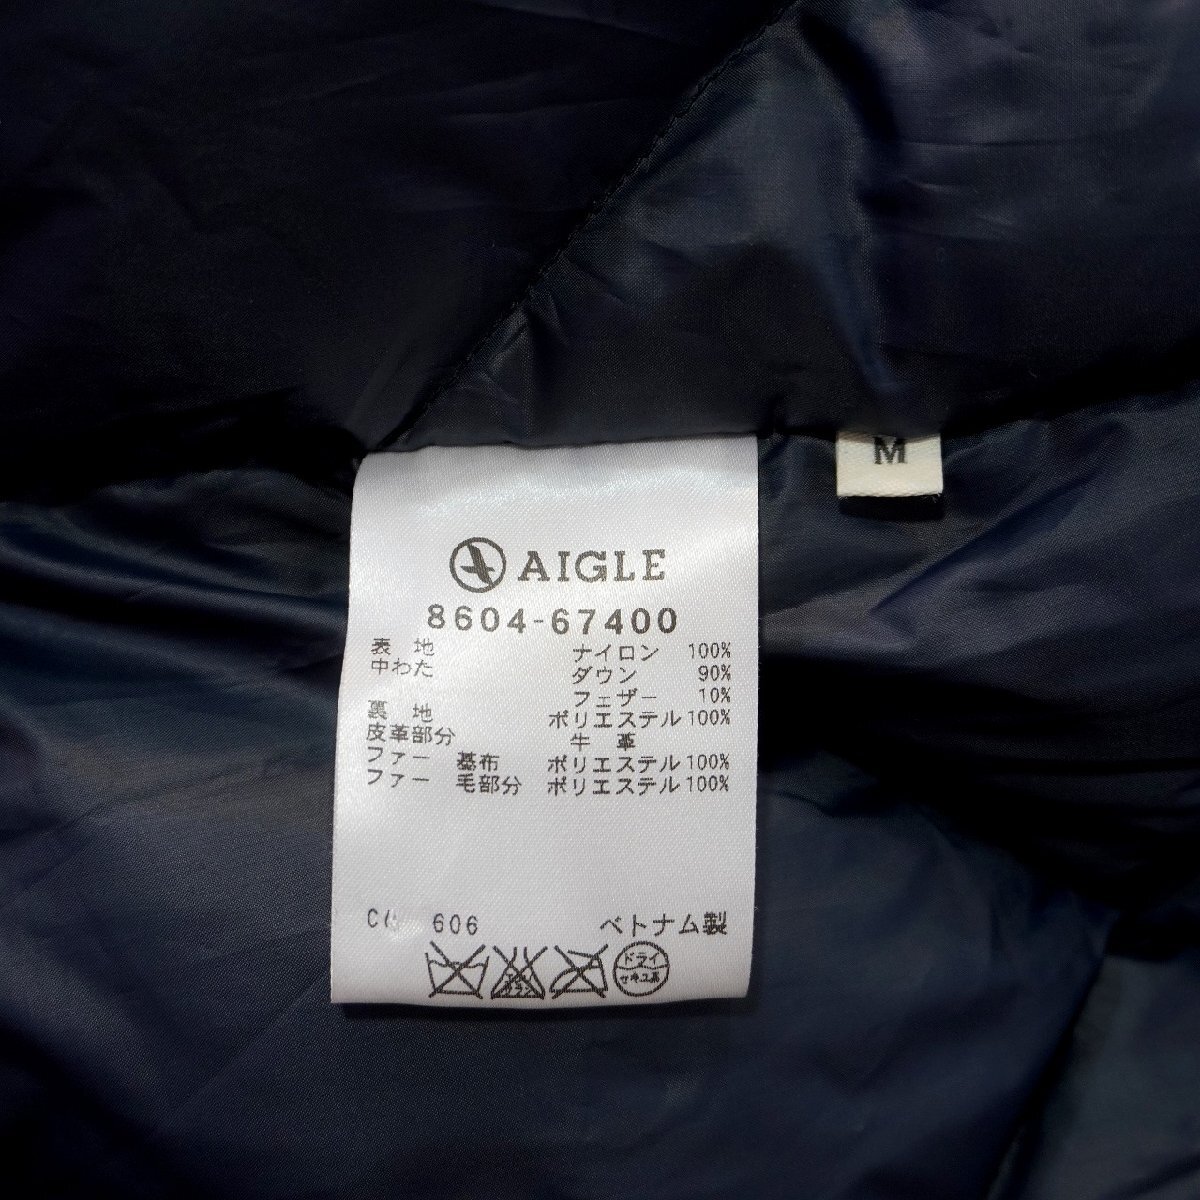 M
AIGLE
8604-67400
表 地 ナイロン 100%
中わた ダウン 90%
フェザー 10%
裏 地 ポリエステル 100%
皮革部分 牛 革
ファー 基布 ポリエステル 100%
ファー 毛部分 ポリエステル 100%
606 ベトナム製
ドライ